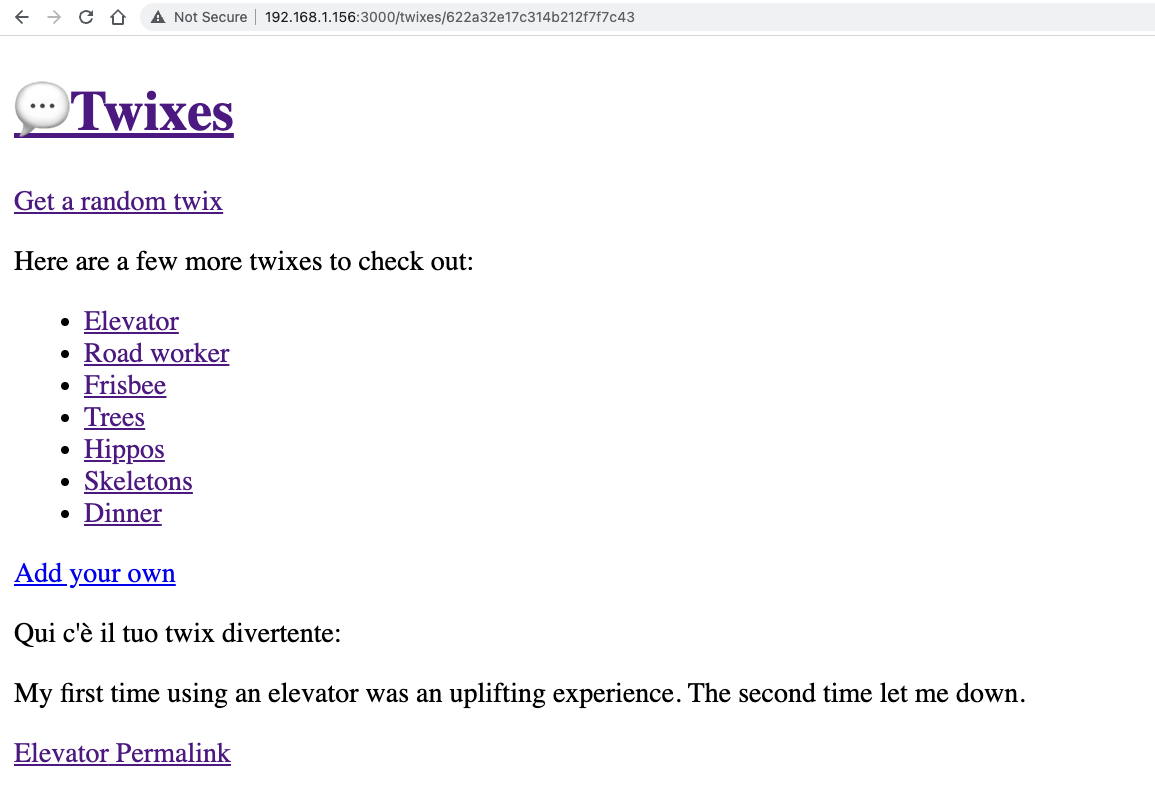 Not Secure 192.168.1.156:3000/twixes/622a32e17c314b212f7f7c43
💬Twixes
Get a random twix
Here are a few more twixes to check out:
• Elevator
• Road worker
• Frisbee
• Trees
• Hippos
• Skeletons
• Dinner
Add your own
Qui c'è il tuo twix divertente:
My first time using an elevator was an uplifting experience. The second time let me down.
Elevator Permalink